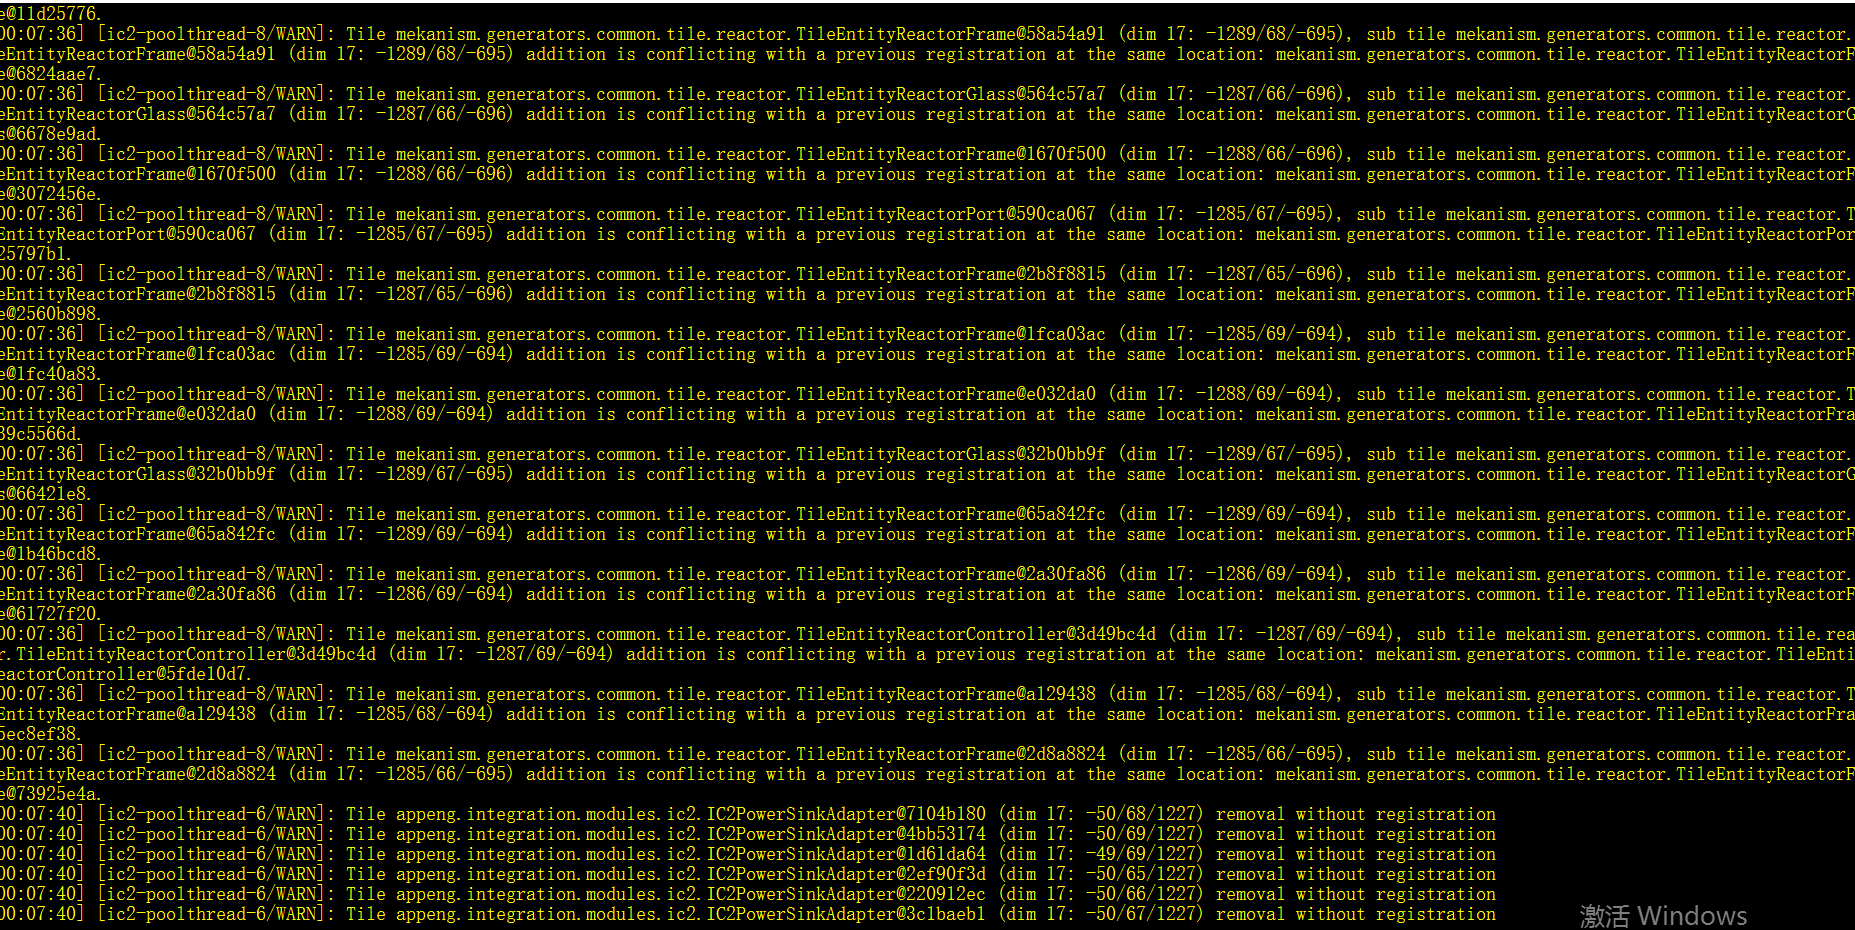 e@11d25776.
00:07:36] [ic2-poolthread-8/WARN]: Tile mekanism.generators.common.tile.reactor.TileEntityReactorFrame@58a54a91 (dim 17: -1289/68/-695), sub tile mekanism.generators.common.tile.reactor.
eEntityReactorFrame@58a54a91 (dim 17: -1289/68/-695) addition is conflicting with a previous registration at the same location: mekanism.generators.common.tile.reactor.TileEntityReactorF
e@6824aae7.
00:07:36] [ic2-poolthread-8/WARN]: Tile mekanism.generators.common.tile.reactor.TileEntityReactorGlass@564c57a7 (dim 17: -1287/66/-696), sub tile mekanism.generators.common.tile.reactor.
eEntityReactorGlass@564c57a7 (dim 17: -1287/66/-696) addition is conflicting with a previous registration at the same location: mekanism.generators.common.tile.reactor.TileEntityReactorG
s@6678e9ad.
00:07:36] [ic2-poolthread-8/WARN]: Tile mekanism.generators.common.tile.reactor.TileEntityReactorFrame@1670f500 (dim 17: -1288/66/-696), sub tile mekanism.generators.common.tile.reactor.
eEntityReactorFrame@1670f500 (dim 17: -1288/66/-696) addition is conflicting with a previous registration at the same location: mekanism.generators.common.tile.reactor.TileEntityReactorF
e@3072456e.
00:07:36] [ic2-poolthread-8/WARN]: Tile mekanism.generators.common.tile.reactor.TileEntityReactorPort@590ca067 (dim 17: -1285/67/-695), sub tile mekanism.generators.common.tile.reactor.T
EntityReactorPort@590ca067 (dim 17: -1285/67/-695) addition is conflicting with a previous registration at the same location: mekanism.generators.common.tile.reactor.TileEntityReactorPor
25797b1.
00:07:36] [ic2-poolthread-8/WARN]: Tile mekanism.generators.common.tile.reactor.TileEntityReactorFrame@2b8f8815 (dim 17: -1287/65/-696), sub tile mekanism.generators.common.tile.reactor.
eEntityReactorFrame@2b8f8815 (dim 17: -1287/65/-696) addition is conflicting with a previous registration at the same location: mekanism.generators.common.tile.reactor.TileEntityReactorF
e@2560b898.
00:07:36] [ic2-poolthread-8/WARN]: Tile mekanism.generators.common.tile.reactor.TileEntityReactorFrame@1fca03ac (dim 17: -1285/69/-694), sub tile mekanism.generators.common.tile.reactor.
eEntityReactorFrame@1fca03ac (dim 17: -1285/69/-694) addition is conflicting with a previous registration at the same location: mekanism.generators.common.tile.reactor.TileEntityReactorF
e@1fc40a83.
00:07:36] [ic2-poolthread-8/WARN]: Tile mekanism.generators.common.tile.reactor.TileEntityReactorFrame@e032da0 (dim 17: -1288/69/-694), sub tile mekanism.generators.common.tile.reactor.T
EntityReactorFrame@e032da0 (dim 17: -1288/69/-694) addition is conflicting with a previous registration at the same location: mekanism.generators.common.tile.reactor.TileEntityReactorFra
39c5566d.
00:07:36] [ic2-poolthread-8/WARN]: Tile mekanism.generators.common.tile.reactor.TileEntityReactorGlass@32b0bb9f (dim 17: -1289/67/-695), sub tile mekanism.generators.common.tile.reactor.
eEntityReactorGlass@32b0bb9f (dim 17: -1289/67/-695) addition is conflicting with a previous registration at the same location: mekanism.generators.common.tile.reactor.TileEntityReactorG
s@66421e8.
00:07:36] [ic2-poolthread-8/WARN]: Tile mekanism.generators.common.tile.reactor.TileEntityReactorFrame@65a842fc (dim 17: -1289/69/-694), sub tile mekanism.generators.common.tile.reactor.
eEntityReactorFrame@65a842fc (dim 17: -1289/69/-694) addition is conflicting with a previous registration at the same location: mekanism.generators.common.tile.reactor.TileEntityReactorF
e@1b46bcd8.
00:07:36] [ic2-poolthread-8/WARN]: Tile mekanism.generators.common.tile.reactor.TileEntityReactorFrame@2a30fa86 (dim 17: -1286/69/-694), sub tile mekanism.generators.common.tile.reactor.
eEntityReactorFrame@2a30fa86 (dim 17: -1286/69/-694) addition is conflicting with a previous registration at the same location: mekanism.generators.common.tile.reactor.TileEntityReactorF
e@61727f20.
00:07:36] [ic2-poolthread-8/WARN]: Tile mekanism.generators.common.tile.reactor.TileEntityReactorController@3d49bc4d (dim 17: -1287/69/-694), sub tile mekanism.generators.common.tile.rea
r.TileEntityReactorController@3d49bc4d (dim 17: -1287/69/-694) addition is conflicting with a previous registration at the same location: mekanism.generators.common.tile.reactor.TileEnti
eactorController@5fde10d7.
00:07:36] [ic2-poolthread-8/WARN]: Tile mekanism.generators.common.tile.reactor.TileEntityReactorFrame@a129438 (dim 17: -1285/68/-694), sub tile mekanism.generators.common.tile.reactor.T
EntityReactorFrame@a129438 (dim 17: -1285/68/-694) addition is conflicting with a previous registration at the same location: mekanism.generators.common.tile.reactor.TileEntityReactorFra
5ec8ef38.
00:07:36] [ic2-poolthread-8/WARN]: Tile mekanism.generators.common.tile.reactor.TileEntityReactorFrame@2d8a8824 (dim 17: -1285/66/-695), sub tile mekanism.generators.common.tile.reactor.
eEntityReactorFrame@2d8a8824 (dim 17: -1285/66/-695) addition is conflicting with a previous registration at the same location: mekanism.generators.common.tile.reactor.TileEntityReactorF
e@73925e4a.
00:07:40] [ic2-poolthread-6/WARN]: Tile appeng.integration.modules.ic2.IC2PowerSinkAdapter@7104b180 (dim 17: -50/68/1227) removal without registration
00:07:40] [ic2-poolthread-6/WARN]: Tile appeng.integration.modules.ic2.IC2PowerSinkAdapter@4bb53174 (dim 17: -50/69/1227) removal without registration
00:07:40] [ic2-poolthread-6/WARN]: Tile appeng.integration.modules.ic2.IC2PowerSinkAdapter@1d61da64 (dim 17: -49/69/1227) removal without registration
00:07:40] [ic2-poolthread-6/WARN]: Tile appeng.integration.modules.ic2.IC2PowerSinkAdapter@2ef90f3d (dim 17: -50/65/1227) removal without registration
00:07:40] [ic2-poolthread-6/WARN]: Tile appeng.integration.modules.ic2.IC2PowerSinkAdapter@220912ec (dim 17: -50/66/1227) removal without registration
00:07:40] [ic2-poolthread-6/WARN]: Tile appeng.integration.modules.ic2.IC2PowerSinkAdapter@3c1baeb1 (dim 17: -50/67/1227) removal without registration
激活 Windows